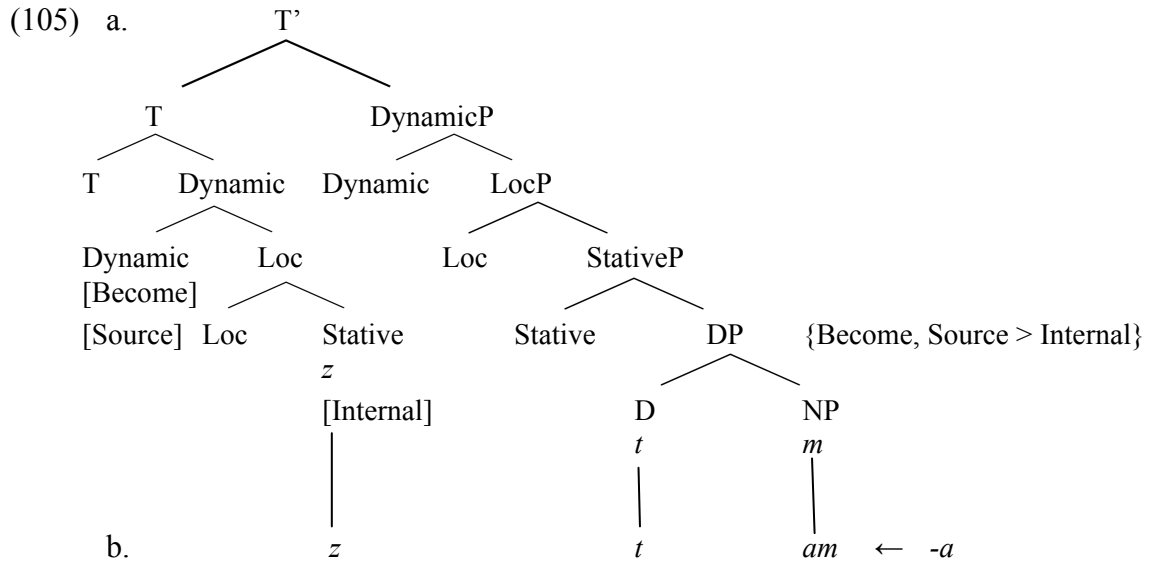 (105) a. T’
T DynamicP
T Dynamic Dynamic LocP
Dynamic Loc Loc StativeP
[Become]
[Source] Loc Stative Stative DP {Become, Source > Internal}
z
[Internal] D NP
t m
b. z t am ← -a